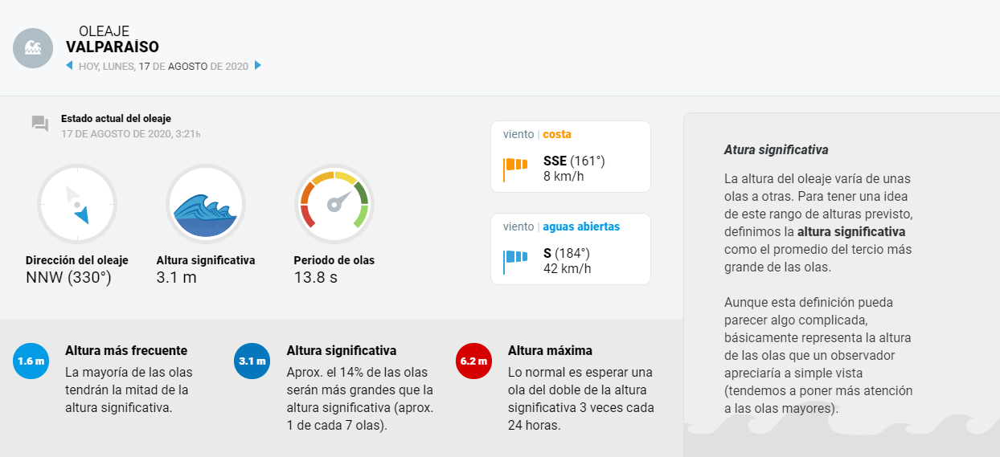 OLEAJE
VALPARAÍSO
HOY, LUNES, 17 DE AGOSTO DE 2020
Estado actual del oleaje
17 DE AGOSTO DE 2020, 3:21h
Dirección del oleaje
NNW (330°)
Altura significativa
3.1 m
Periodo de olas
13.8 s
viento | costa
SSE (161°)
8 km/h
viento | aguas abiertas
S (184°)
42 km/h
1.6 m
Altura más frecuente
La mayoría de las olas
tendrán la mitad de la
altura significativa.
3.1 m
Altura significativa
Aprox. el 14% de las olas
serán más grandes que la
altura significativa (aprox.
1 de cada 7 olas).
6.2 m
Altura máxima
Lo normal es esperar una
ola del doble de la altura
significativa 3 veces cada
24 horas.
Atura significativa
La altura del oleaje varía de unas
olas a otras. Para tener una idea
de este rango de alturas previsto,
definimos la altura significativa
como el promedio del tercio más
grande de las olas.
Aunque esta definición pueda
parecer algo complicada,
básicamente representa la altura
de las olas que un observador
apreciaría a simple vista
(tendemos a poner más atención
a las olas mayores).